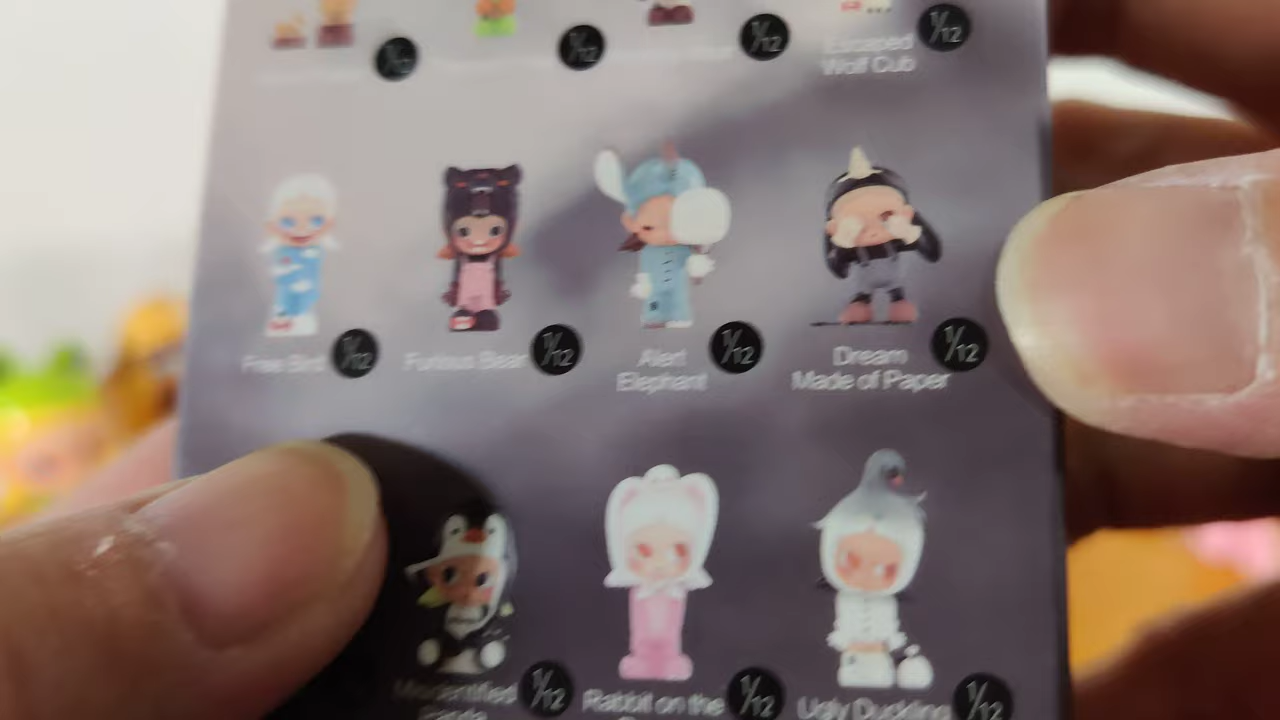 1/12
1/12
1/12
Escaped
Wolf Cub
1/12
Free Bird
1/12
Furious Bear
1/12
Alert
Elephant
1/12
Dream
Made of Paper
1/12
Misidentified
Panda
1/12
Rabbit on the
1/12
Ugly Duckling
1/12